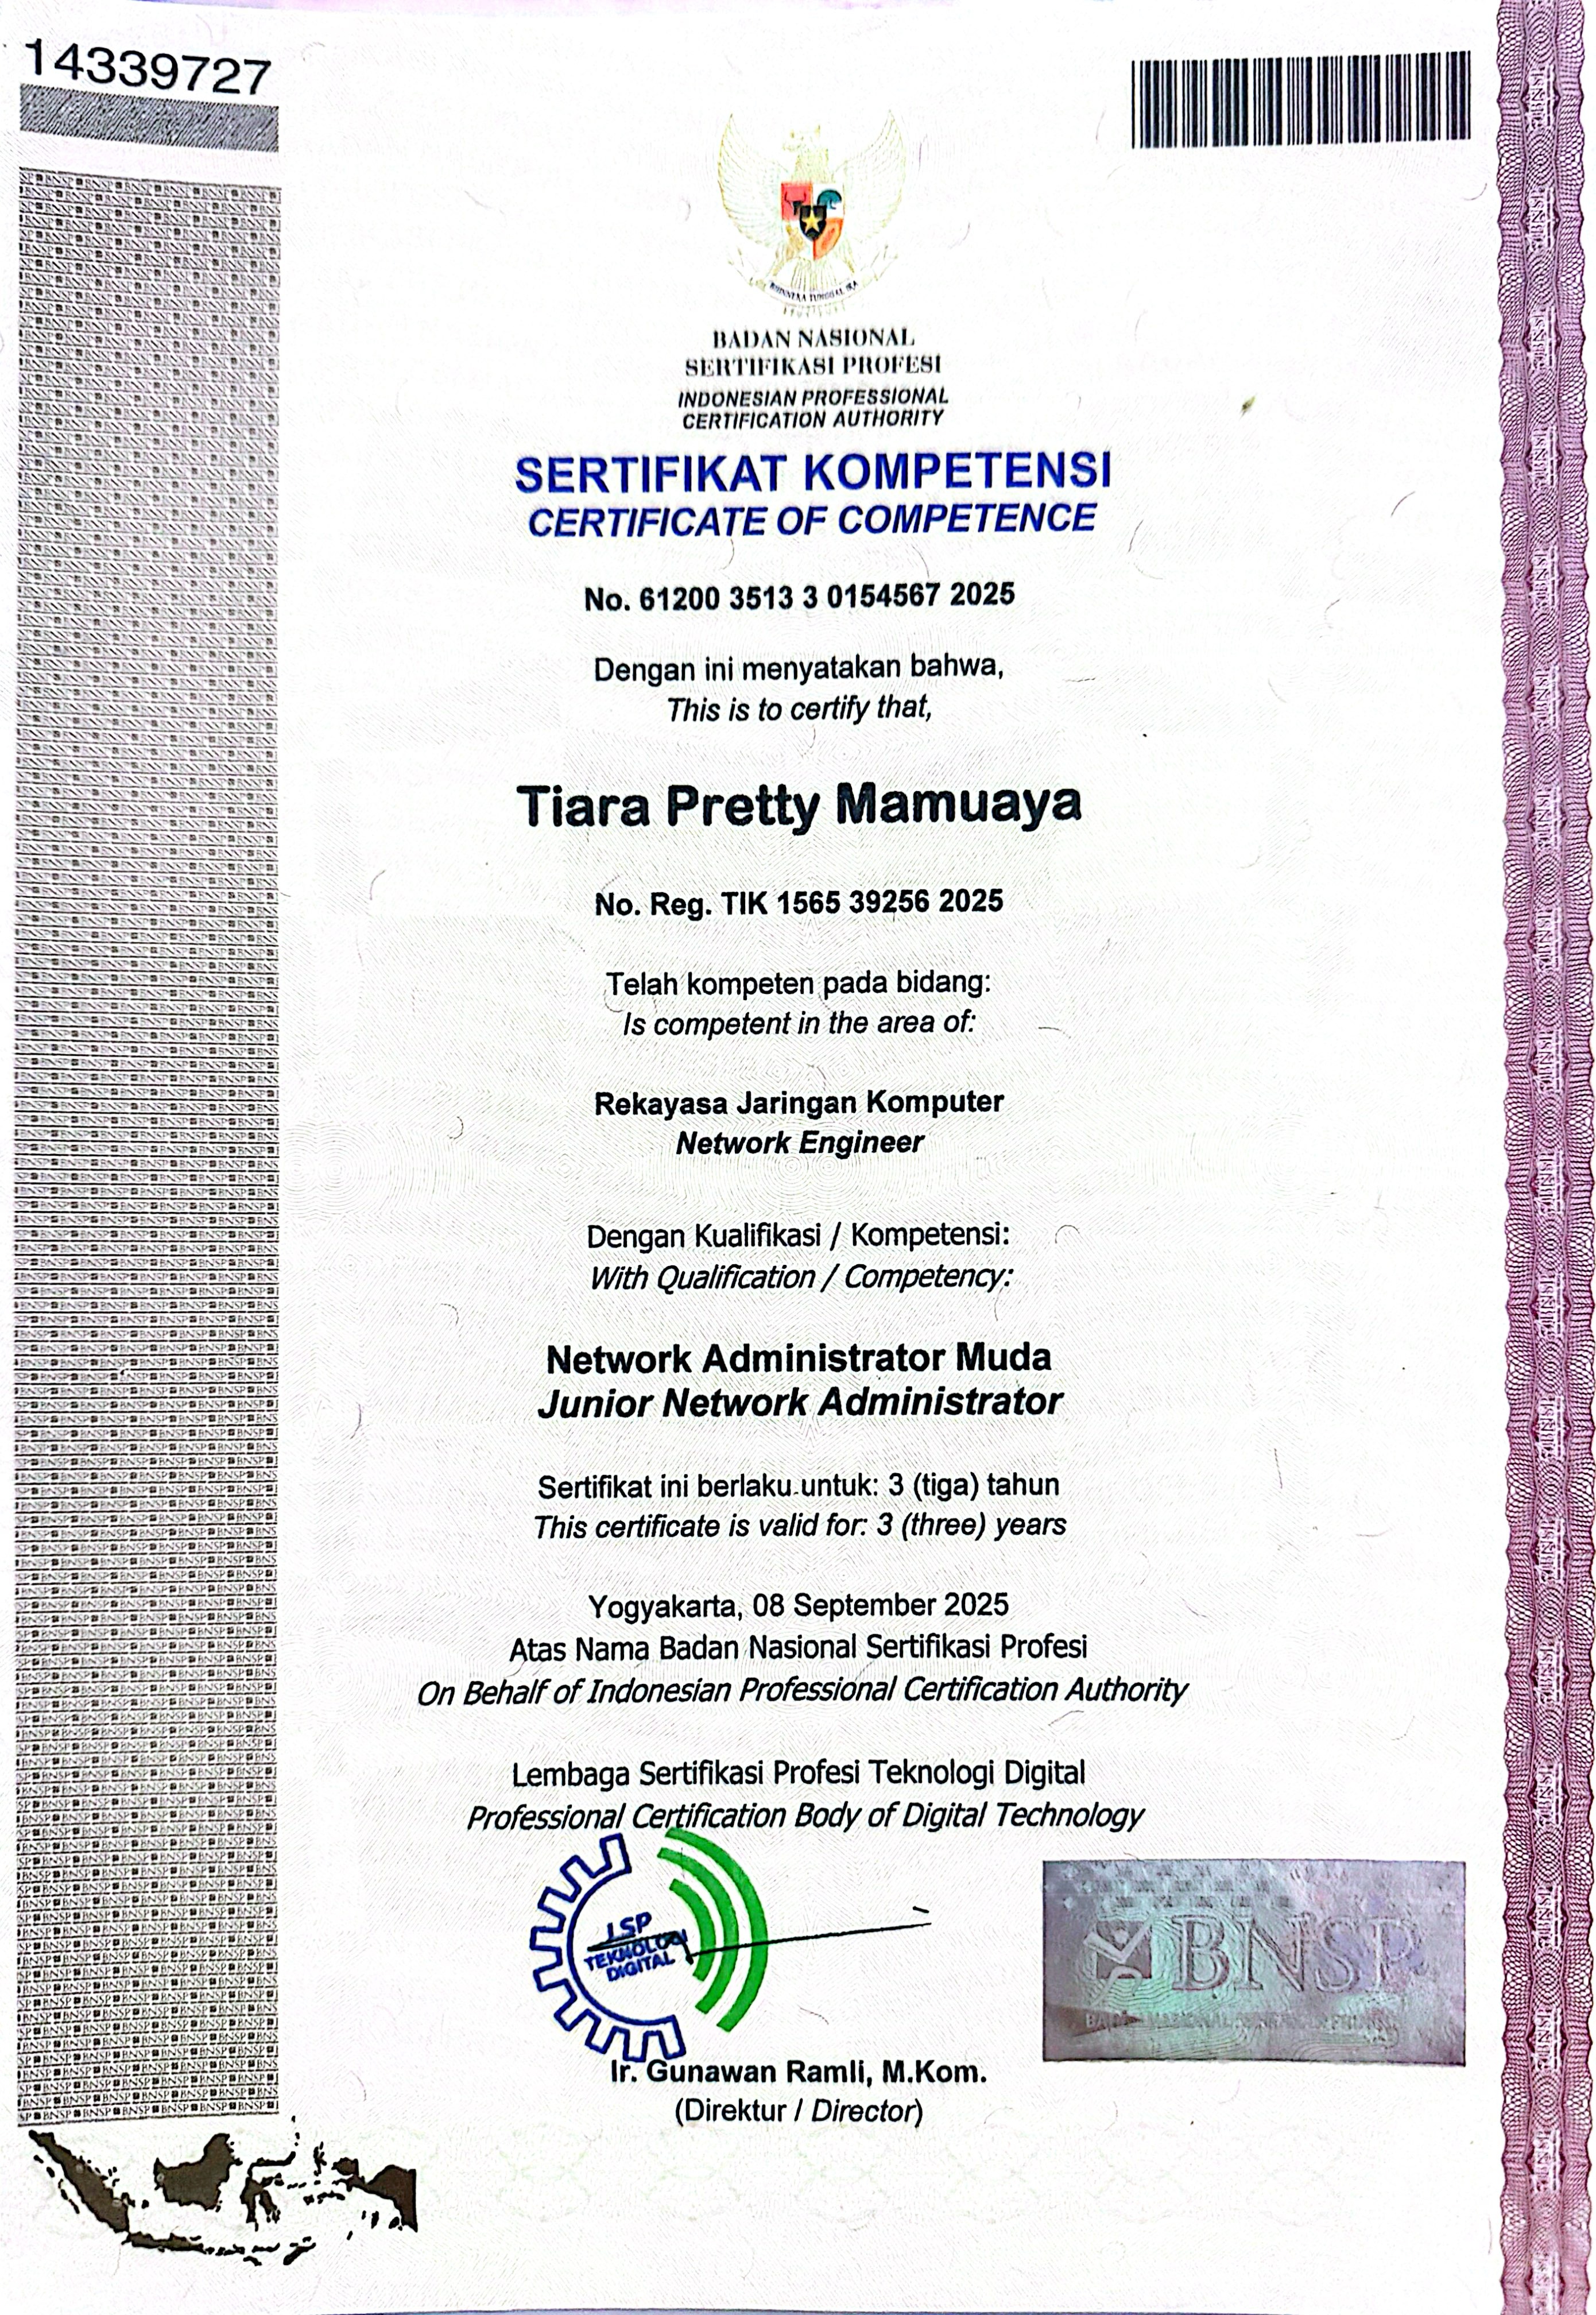 14339727
BHINNEKA TUNGGAL IKA
BADAN NASIONAL
SERTIFIKASI PROFESI
INDONESIAN PROFESSIONAL
CERTIFICATION AUTHORITY
SERTIFIKAT KOMPETENSI
CERTIFICATE OF COMPETENCE
No. 61200 3513 3 0154567 2025
Dengan ini menyatakan bahwa,
This is to certify that,
Tiara Pretty Mamuaya
No. Reg. TIK 1565 39256 2025
Telah kompeten pada bidang:
Is competent in the area of:
Rekayasa Jaringan Komputer
Network Engineer
Dengan Kualifikasi / Kompetensi:
With Qualification / Competency:
Network Administrator Muda
Junior Network Administrator
Sertifikat ini berlaku untuk: 3 (tiga) tahun
This certificate is valid for: 3 (three) years
Yogyakarta, 08 September 2025
Atas Nama Badan Nasional Sertifikasi Profesi
On Behalf of Indonesian Professional Certification Authority
Lembaga Sertifikasi Profesi Teknologi Digital
Professional Certification Body of Digital Technology
LSP
TEKNOLOGI
DIGITAL
BNSP
Ir. Gunawan Ramli, M.Kom.
(Direktur / Director)